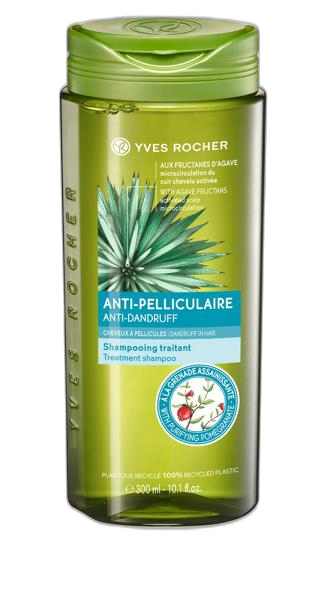 YVES ROCHER
AUX FRUCTANES D'AGAVE
microcirculation du
cuir chevelu activée
WITH AGAVE FRUCTANS
activated scalp
microcirculation
ANTI-PELLICULAIRE
ANTI-DANDRUFF
CHEVEUX À PELLICULES | DANDRUFF IN HAIR
Shampooing traitant
Treatment shampoo
À LA GRENADE ASSAINISSANTE
WITH PURIFYING POMEGRANATE
PLASTIQUE RECYCLÉ 100% RECYCLED PLASTIC
℮ 300 ml - 10.1 fl.oz.
YVES ROCHER